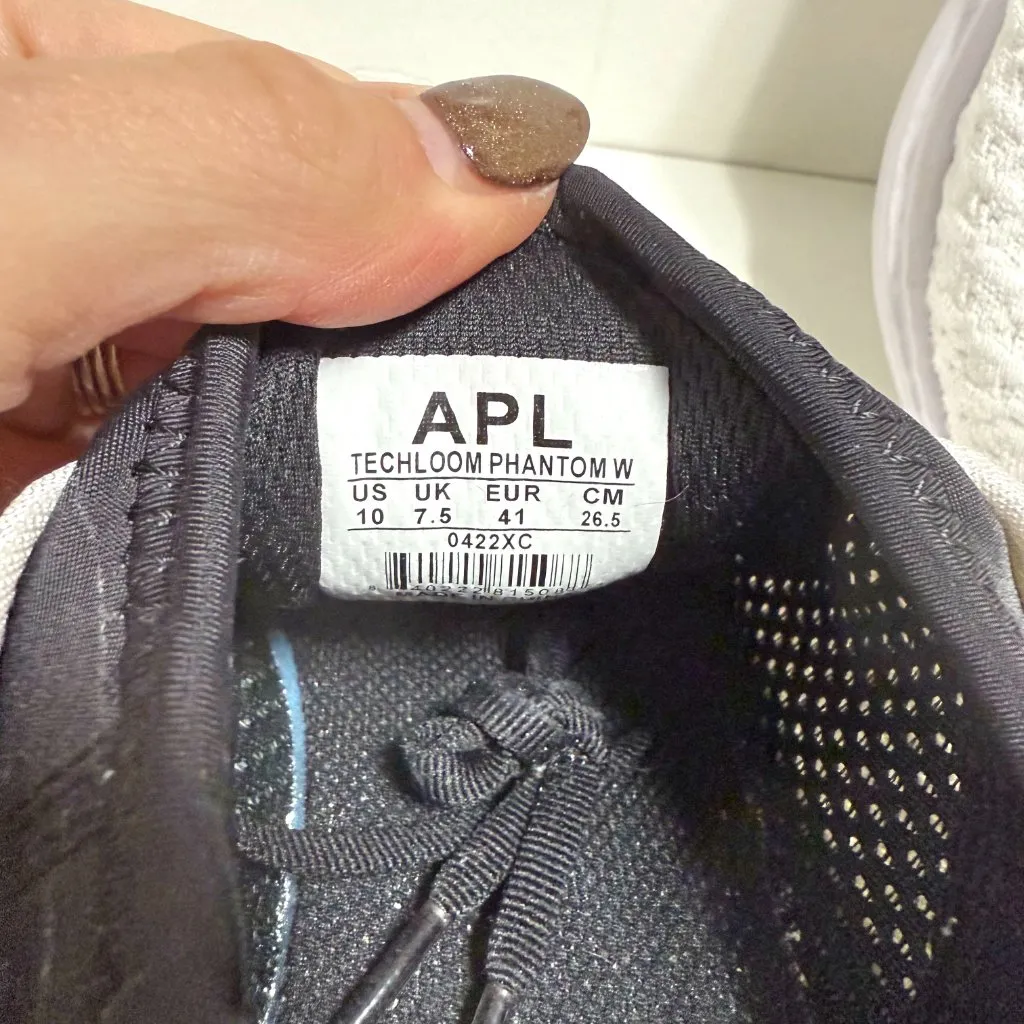 APL
TECHLOOM PHANTOM W
US UK EUR CM
10 7.5 41 26.5
0422XC